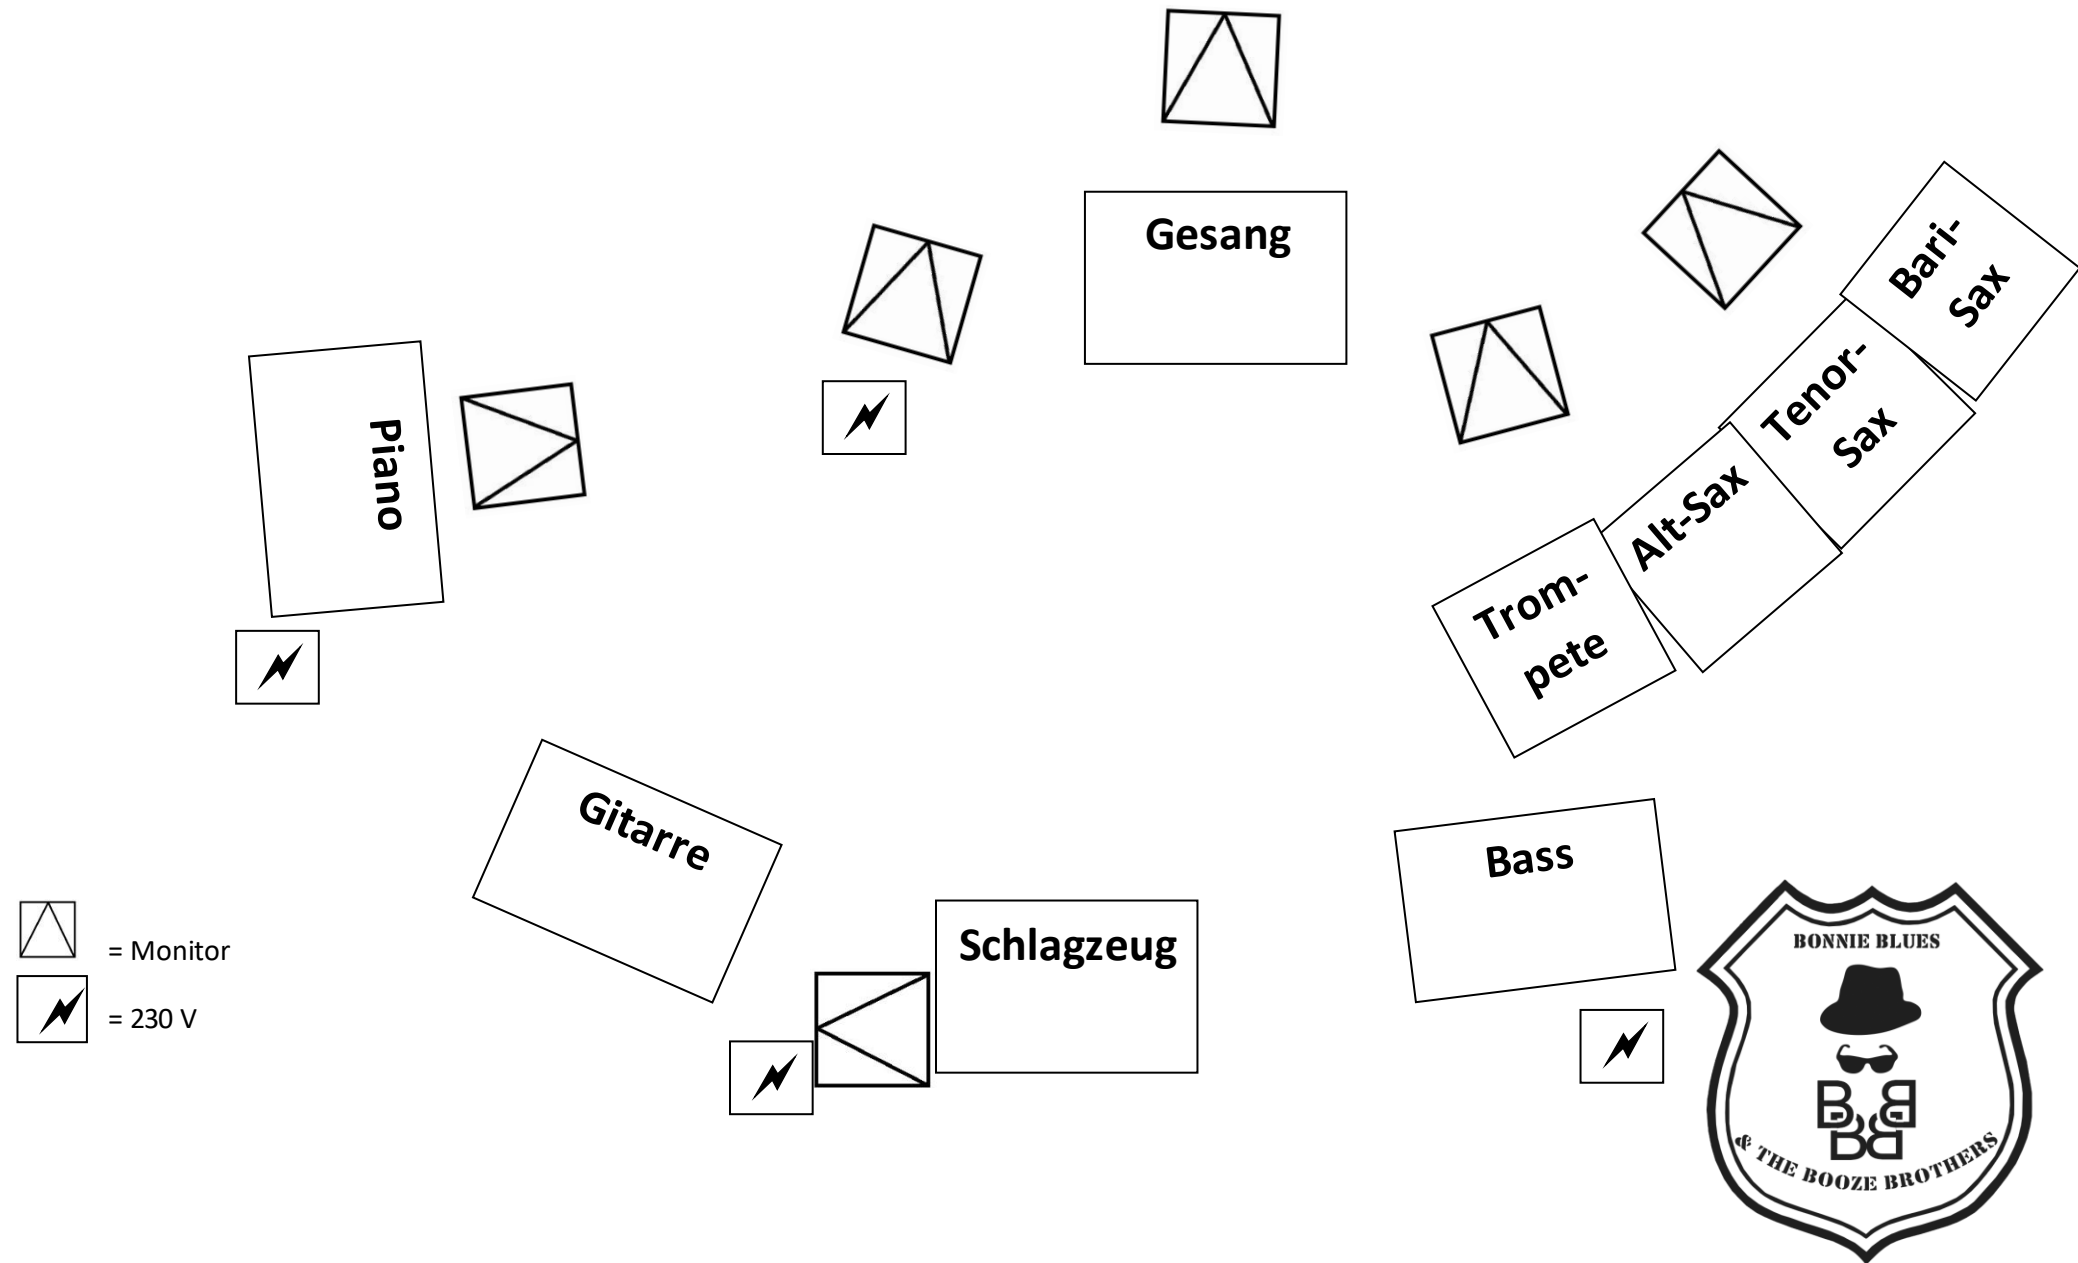 Gesang
Bari-
Sax
Tenor-
Sax
Alt-Sax
Trom-
pete
Piano
Gitarre
Schlagzeug
Bass
= Monitor
= 230 V
BONNIE BLUES
B B
B B
& THE BOOZE BROTHERS